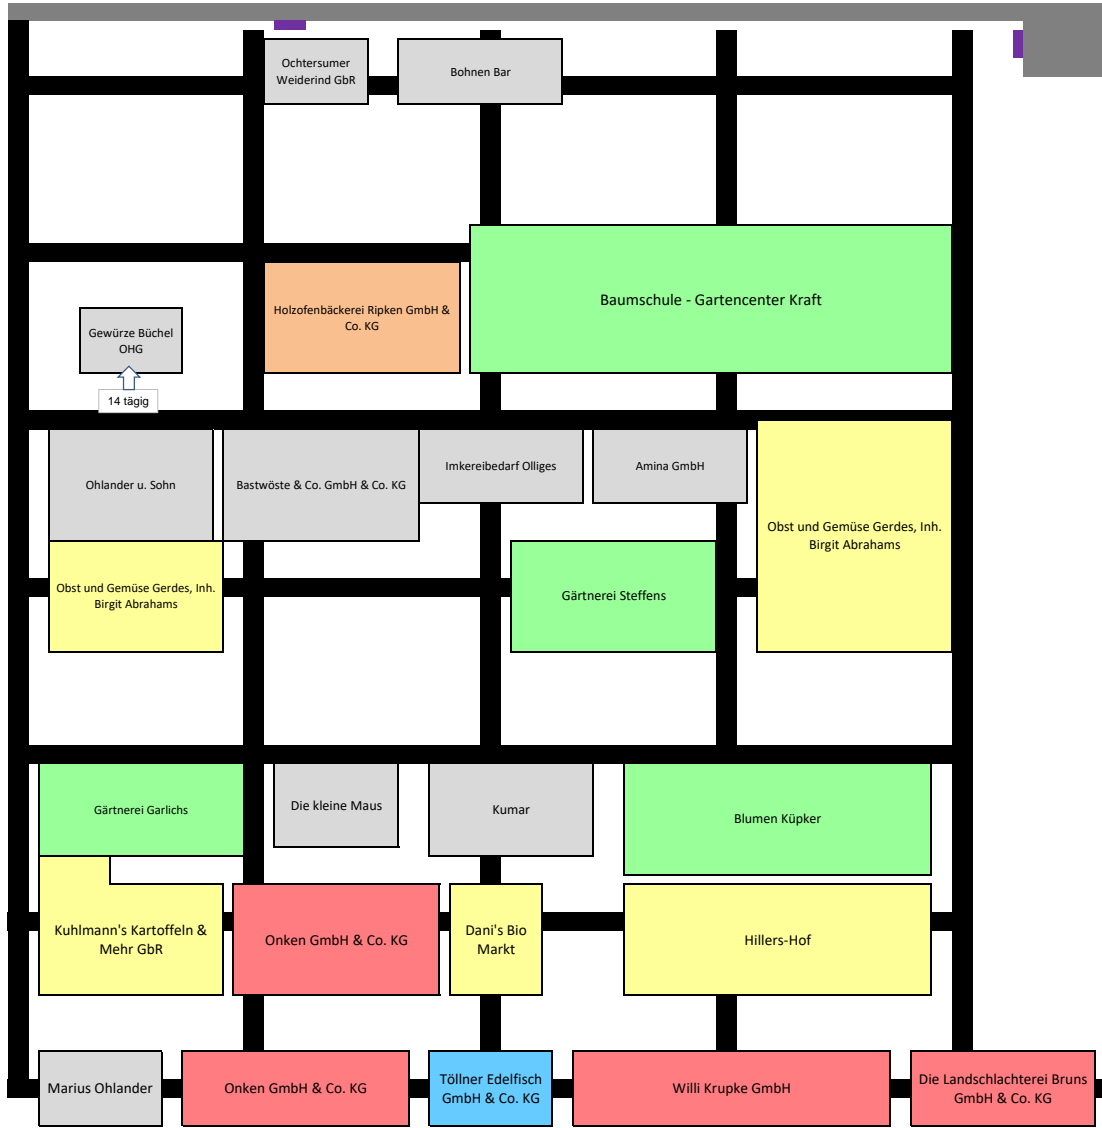 Ochtersumer
Weiderind GbR
Bohnen Bar
Baumschule - Gartencenter Kraft
Holzofenbäckerei Ripken GmbH &
Co. KG
Gewürze Büchel
OHG
14 tägig
Ohlander u. Sohn
Bastwöste & Co. GmbH & Co. KG
Imkereibedarf Olliges
Amina GmbH
Obst und Gemüse Gerdes, Inh.
Birgit Abrahams
Obst und Gemüse Gerdes, Inh.
Birgit Abrahams
Gärtnerei Steffens
Gärtnerei Garlichs
Die kleine Maus
Kumar
Blumen Küpker
Kuhlmann's Kartoffeln &
Mehr GbR
Onken GmbH & Co. KG
Dani's Bio
Markt
Hillers-Hof
Marius Ohlander
Onken GmbH & Co. KG
Töllner Edelfisch
GmbH & Co. KG
Willi Krupke GmbH
Die Landschlachterei Bruns
GmbH & Co. KG